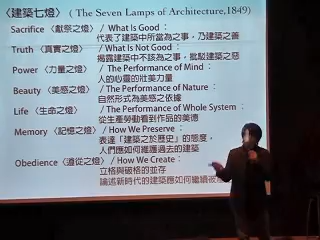 〈建築七燈〉 ( The Seven Lamps of Architecture,1849)
Sacrifice 〈獻祭之燈〉 / What Is Good :
代表了建築中所當為之事，乃建築之善
Truth 〈真實之燈〉 / What Is Not Good :
揭露建築中不該為之事，批駁建築之惡
Power 〈力量之燈〉 / The Performance of Mind :
人的心靈的壯美力量
Beauty 〈美感之燈〉 / The Performance of Nature :
自然形式為美感之依據
Life 〈生命之燈〉 / The Performance of Whole System :
從生產勞動看到作品的美德
Memory 〈記憶之燈〉 / How We Preserve :
表達「建築之於歷史」的態度，
人們應如何維護過去的建築
Obedience 〈遵從之燈〉 / How We Create :
立格與破格的並存
論述新時代的建築應如何繼續被